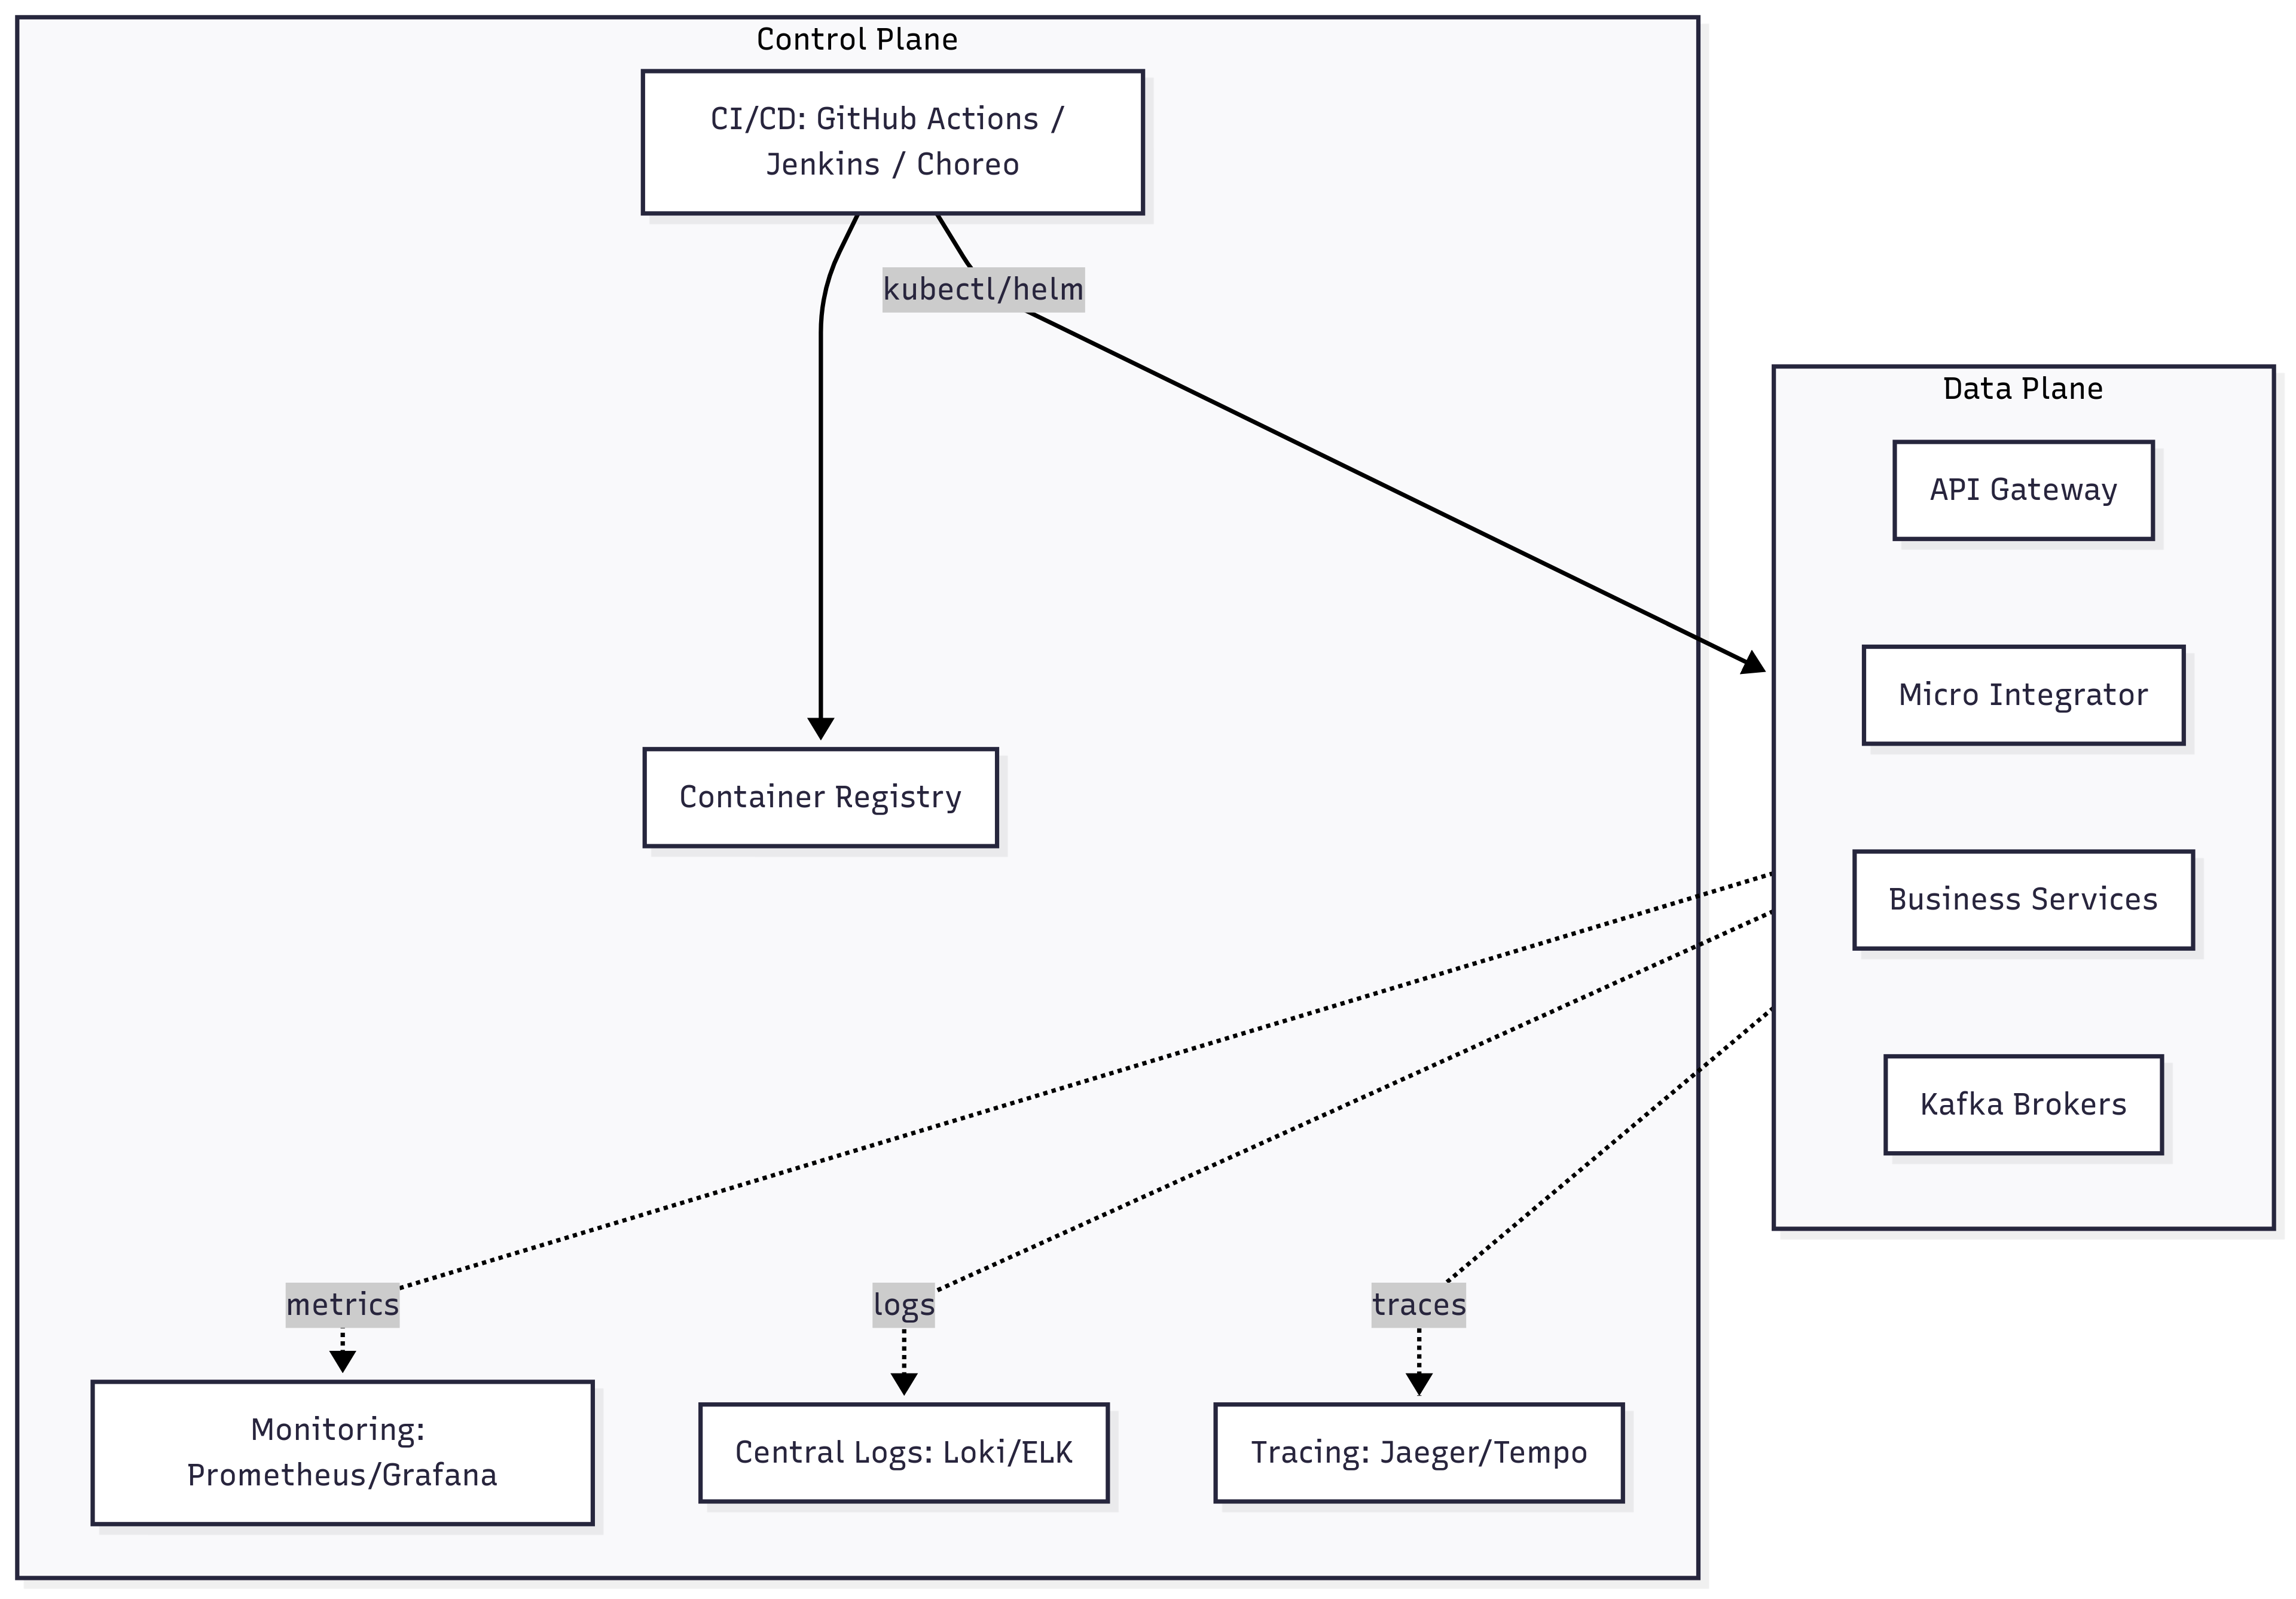 Control Plane
CI/CD: GitHub Actions /
Jenkins / Choreo
kubectl/helm
Data Plane
API Gateway
Micro Integrator
Container Registry
Business Services
Kafka Brokers
metrics
logs
traces
Monitoring:
Prometheus/Grafana
Central Logs: Loki/ELK
Tracing: Jaeger/Tempo